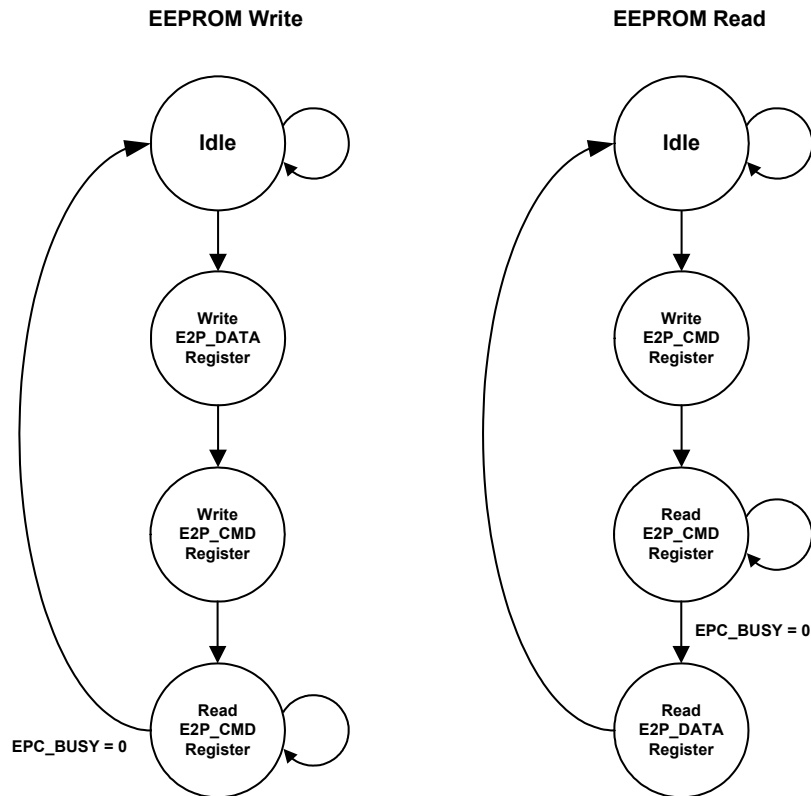 EEPROM Write
Idle
Write
E2P_DATA
Register
Write
E2P_CMD
Register
Read
E2P_CMD
Register
EPC_BUSY = 0
EEPROM Read
Idle
Write
E2P_CMD
Register
Read
E2P_CMD
Register
EPC_BUSY = 0
Read
E2P_DATA
Register